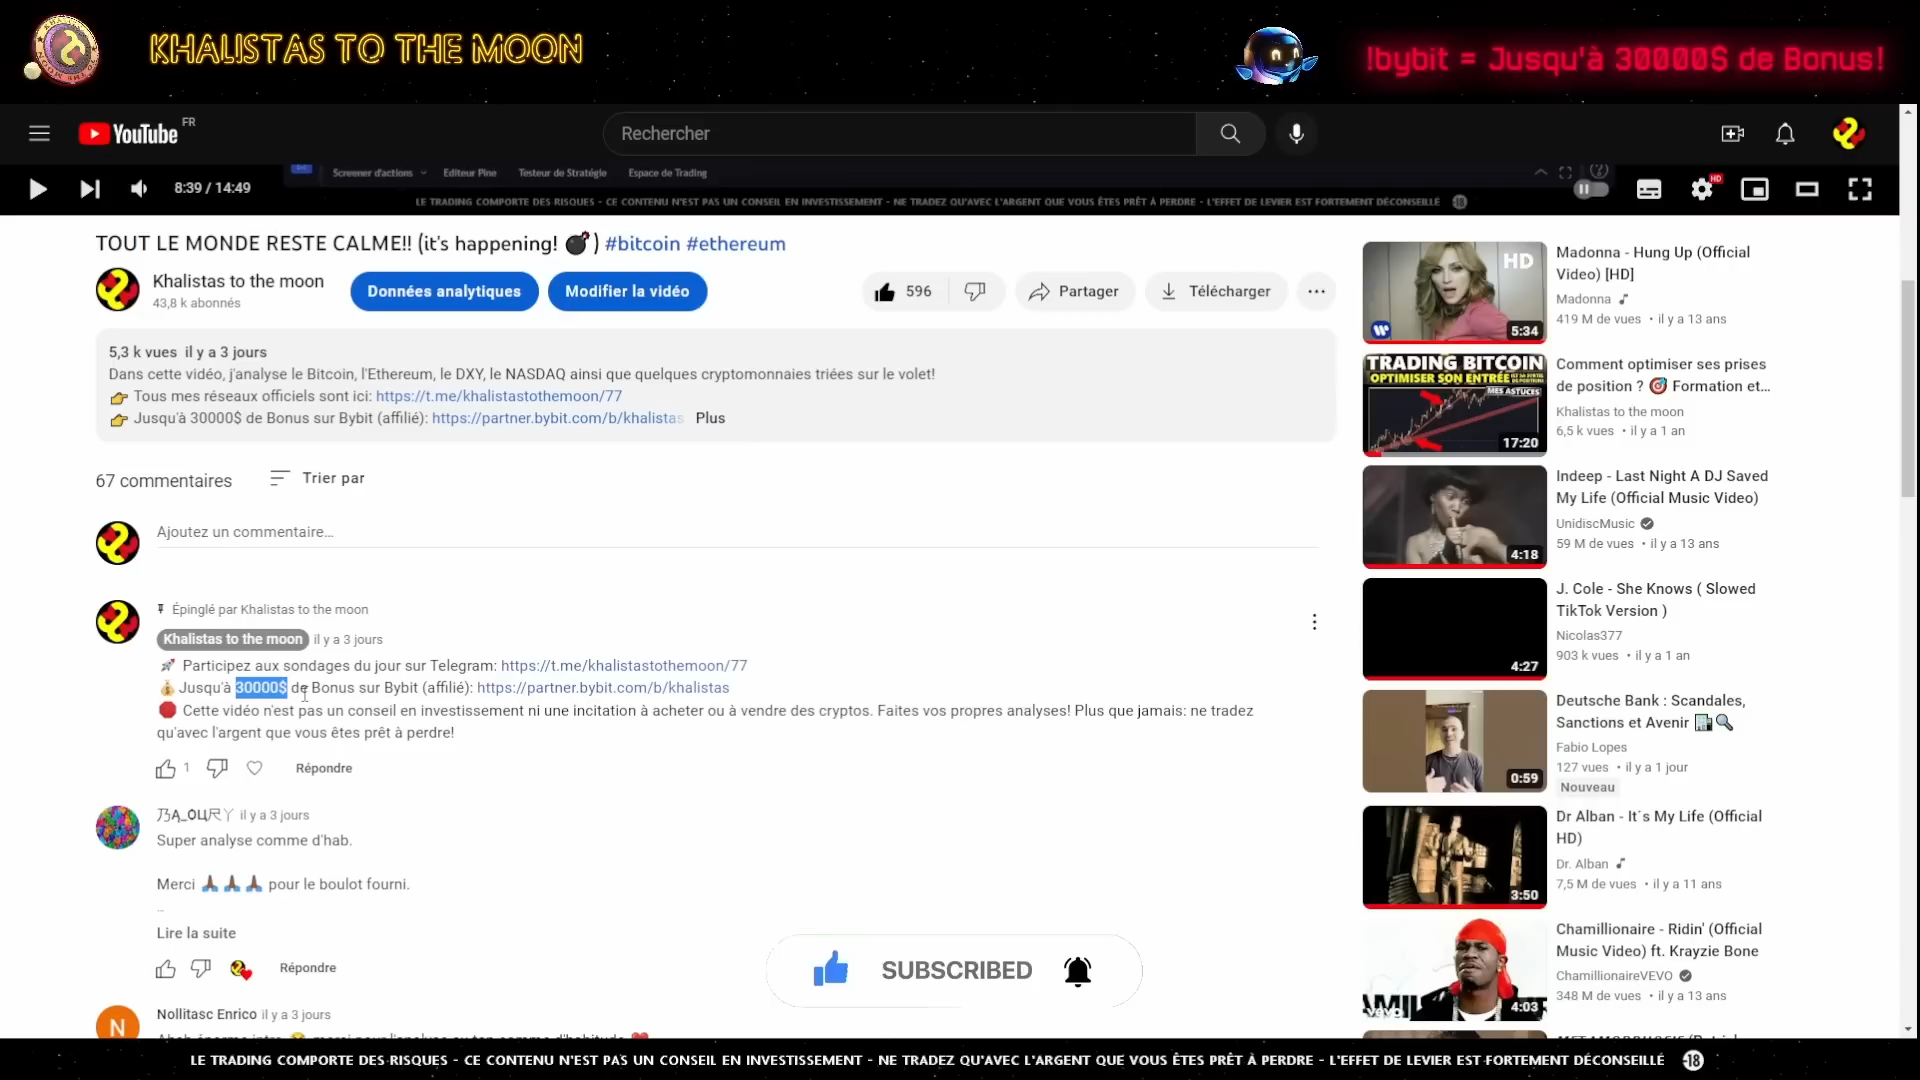 KHALISTAS TO THE MOON
!bybit = Jusqu'à 30000$ de Bonus!
YouTube FR
Rechercher
Screener d'actions
Editeur Pine
Testeur de Stratégie
Espace de Trading
8:39 / 14:49
HD
LE TRADING COMPORTE DES RISQUES - CE CONTENU N'EST PAS UN CONSEIL EN INVESTISSEMENT - NE TRADEZ QU'AVEC L'ARGENT QUE VOUS ÊTES PRÊT À PERDRE - L'EFFET DE LEVIER EST FORTEMENT DÉCONSEILLÉ
TOUT LE MONDE RESTE CALME!! (it's happening! 💣) #bitcoin #ethereum
Khalistas to the moon
43,8 k abonnés
Données analytiques
Modifier la vidéo
596
Partager
Télécharger
5,3 k vues il y a 3 jours
Dans cette vidéo, j'analyse le Bitcoin, l'Ethereum, le DXY, le NASDAQ ainsi que quelques cryptomonnaies triées sur le volet!
👉 Tous mes réseaux officiels sont ici: https://t.me/khalistastothemoon/77
👉 Jusqu'à 30000$ de Bonus sur Bybit (affilié): https://partner.bybit.com/b/khalistas Plus
67 commentaires
Trier par
Ajoutez un commentaire...
Épinglé par Khalistas to the moon
Khalistas to the moon il y a 3 jours
🚀 Participez aux sondages du jour sur Telegram: https://t.me/khalistastothemoon/77
💰 Jusqu'à 30000$ de Bonus sur Bybit (affilié): https://partner.bybit.com/b/khalistas
🛑 Cette vidéo n'est pas un conseil en investissement ni une incitation à acheter ou à vendre des cryptos. Faites vos propres analyses! Plus que jamais: ne tradez
qu'avec l'argent que vous êtes prêt à perdre!
1
Répondre
乃Ą_ОЦ尺丫 il y a 3 jours
Super analyse comme d'hab.
Merci 🙏🏾 🙏🏾 🙏🏾 pour le boulot fourni.
Lire la suite
Répondre
N
Nollitasc Enrico il y a 3 jours
SUBSCRIBED
HD
5:34
Madonna - Hung Up (Official
Video) [HD]
Madonna
419 M de vues • il y a 13 ans
TRADING BITCOIN
OPTIMISER SON ENTRÉE
MES ASTUCES
17:20
Comment optimiser ses prises
de position ? 🎯 Formation et...
Khalistas to the moon
6,5 k vues • il y a 1 an
4:18
Indeep - Last Night A DJ Saved
My Life (Official Music Video)
UnidiscMusic
59 M de vues • il y a 13 ans
4:27
J. Cole - She Knows ( Slowed
TikTok Version )
Nicolas377
903 k vues • il y a 1 an
0:59
Deutsche Bank : Scandales,
Sanctions et Avenir 🏦🔍
Fabio Lopes
127 vues • il y a 1 jour
Nouveau
3:50
Dr Alban - It´s My Life (Official
HD)
Dr. Alban
7,5 M de vues • il y a 11 ans
4:03
Chamillionaire - Ridin' (Official
Music Video) ft. Krayzie Bone
ChamillionaireVEVO
348 M de vues • il y a 13 ans
LE TRADING COMPORTE DES RISQUES - CE CONTENU N'EST PAS UN CONSEIL EN INVESTISSEMENT - NE TRADEZ QU'AVEC L'ARGENT QUE VOUS ÊTES PRÊT À PERDRE - L'EFFET DE LEVIER EST FORTEMENT DÉCONSEILLÉ -18